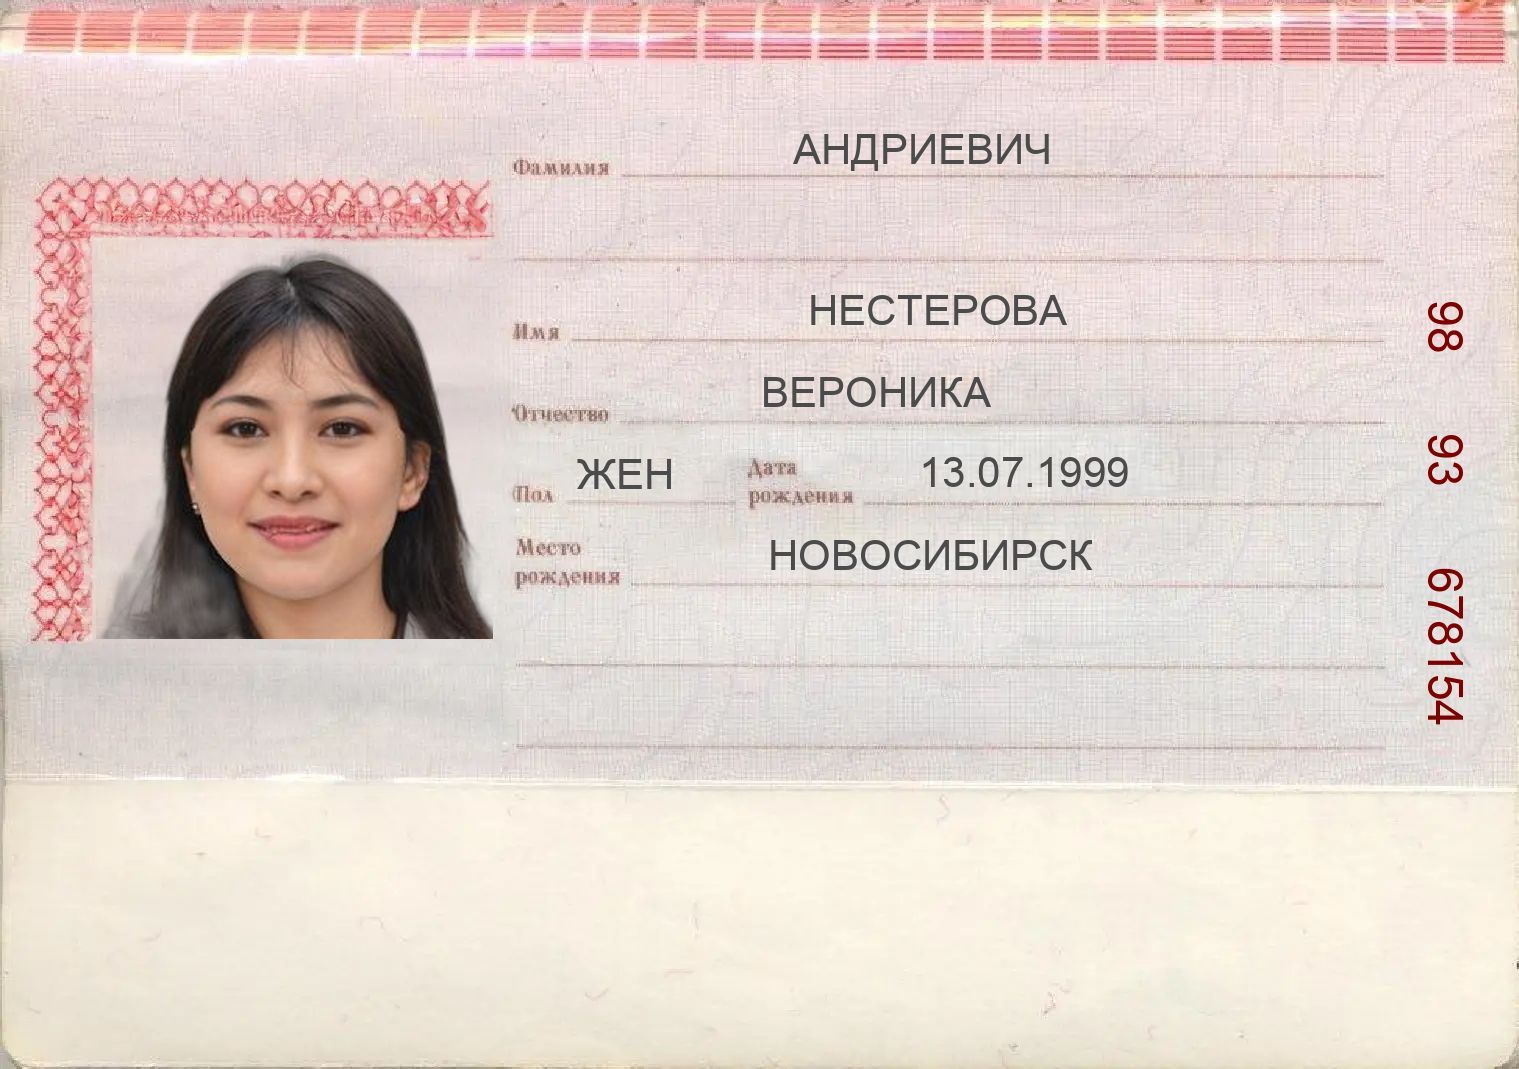 Фамилия АНДРИЕВИЧ
Имя НЕСТЕРОВА
Отчество ВЕРОНИКА
Пол ЖЕН Дата рождения 13.07.1999
Место рождения НОВОСИБИРСК
98 93 678154